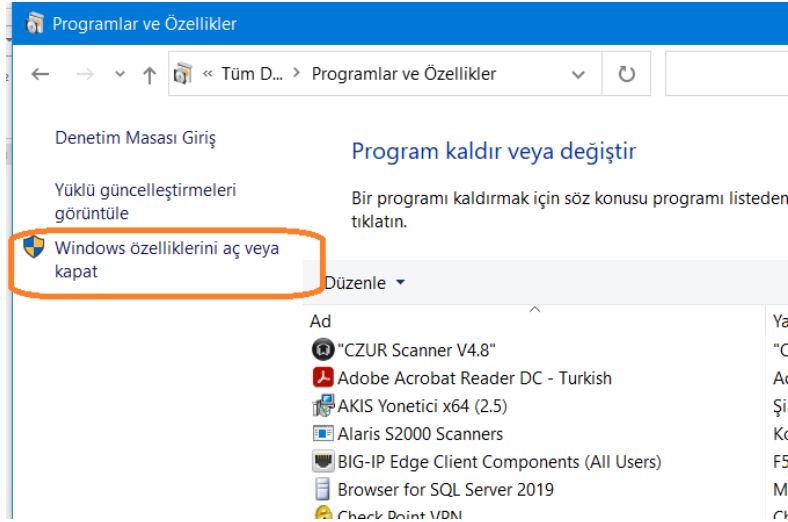 Programlar ve Özellikler
« Tüm D... > Programlar ve Özellikler
Denetim Masası Giriş
Yüklü güncelleştirmeleri
görüntüle
Windows özelliklerini aç veya
kapat
Program kaldır veya değiştir
Bir programı kaldırmak için söz konusu programı listeden
tıklatın.
Düzenle
Ad
"CZUR Scanner V4.8"
Adobe Acrobat Reader DC - Turkish
AKIS Yonetici x64 (2.5)
Alaris S2000 Scanners
BIG-IP Edge Client Components (All Users)
Browser for SQL Server 2019
Check Point VPN